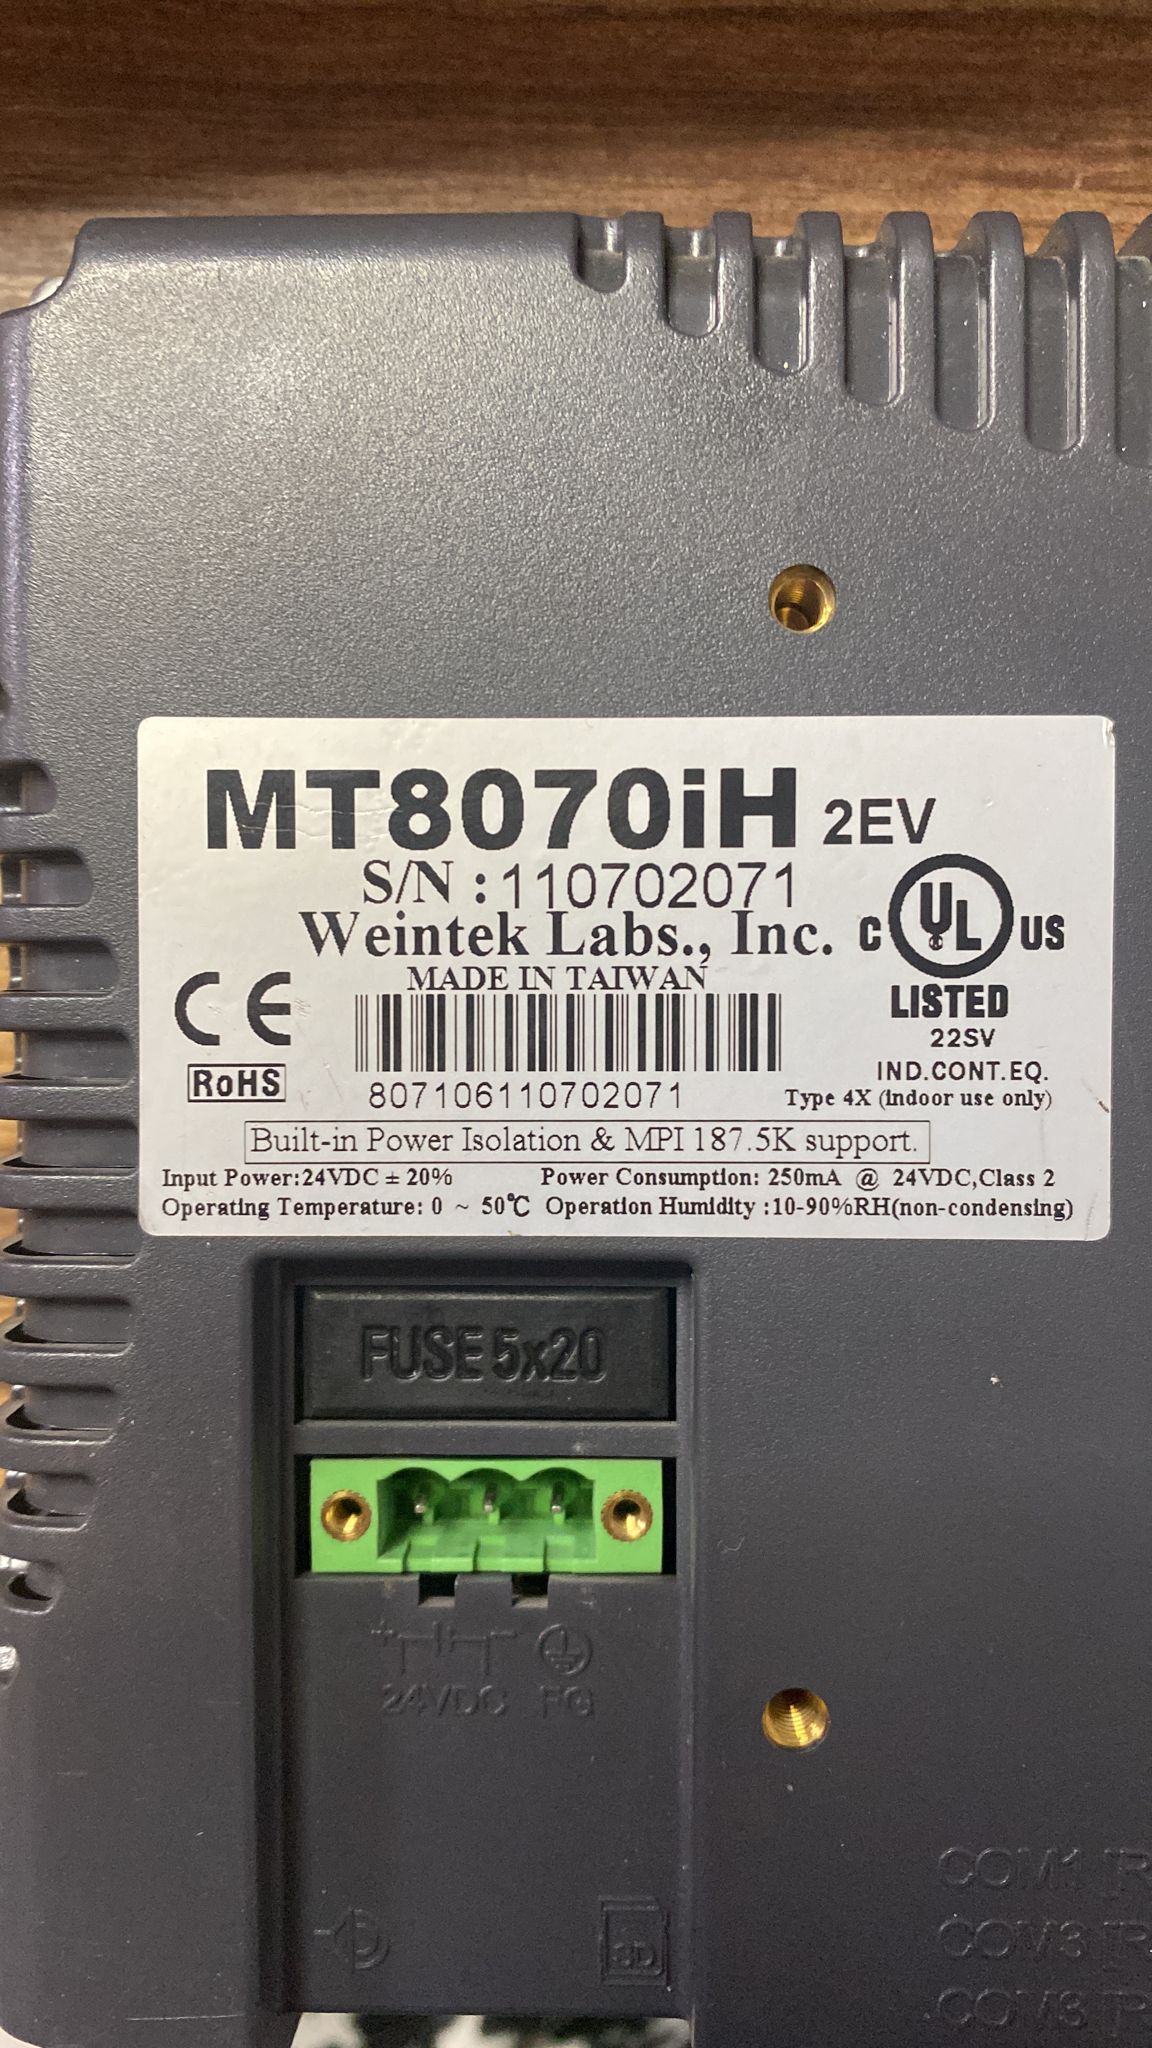 MT8070iH 2EV
S/N :110702071
Weintek Labs., Inc.
MADE IN TAIWAN
C UL US
LISTED
22SV
IND.CONT.EQ.
Type 4X (indoor use only)
CE
RoHS
807106110702071
Built-in Power Isolation & MPI 187.5K support.
Input Power:24VDC ± 20% Power Consumption: 250mA @ 24VDC,Class 2
Operating Temperature: 0 ~ 50℃ Operation Humidity :10-90%RH(non-condensing)
FUSE 5x20
+ -
24VDC FG
COM1
COM3